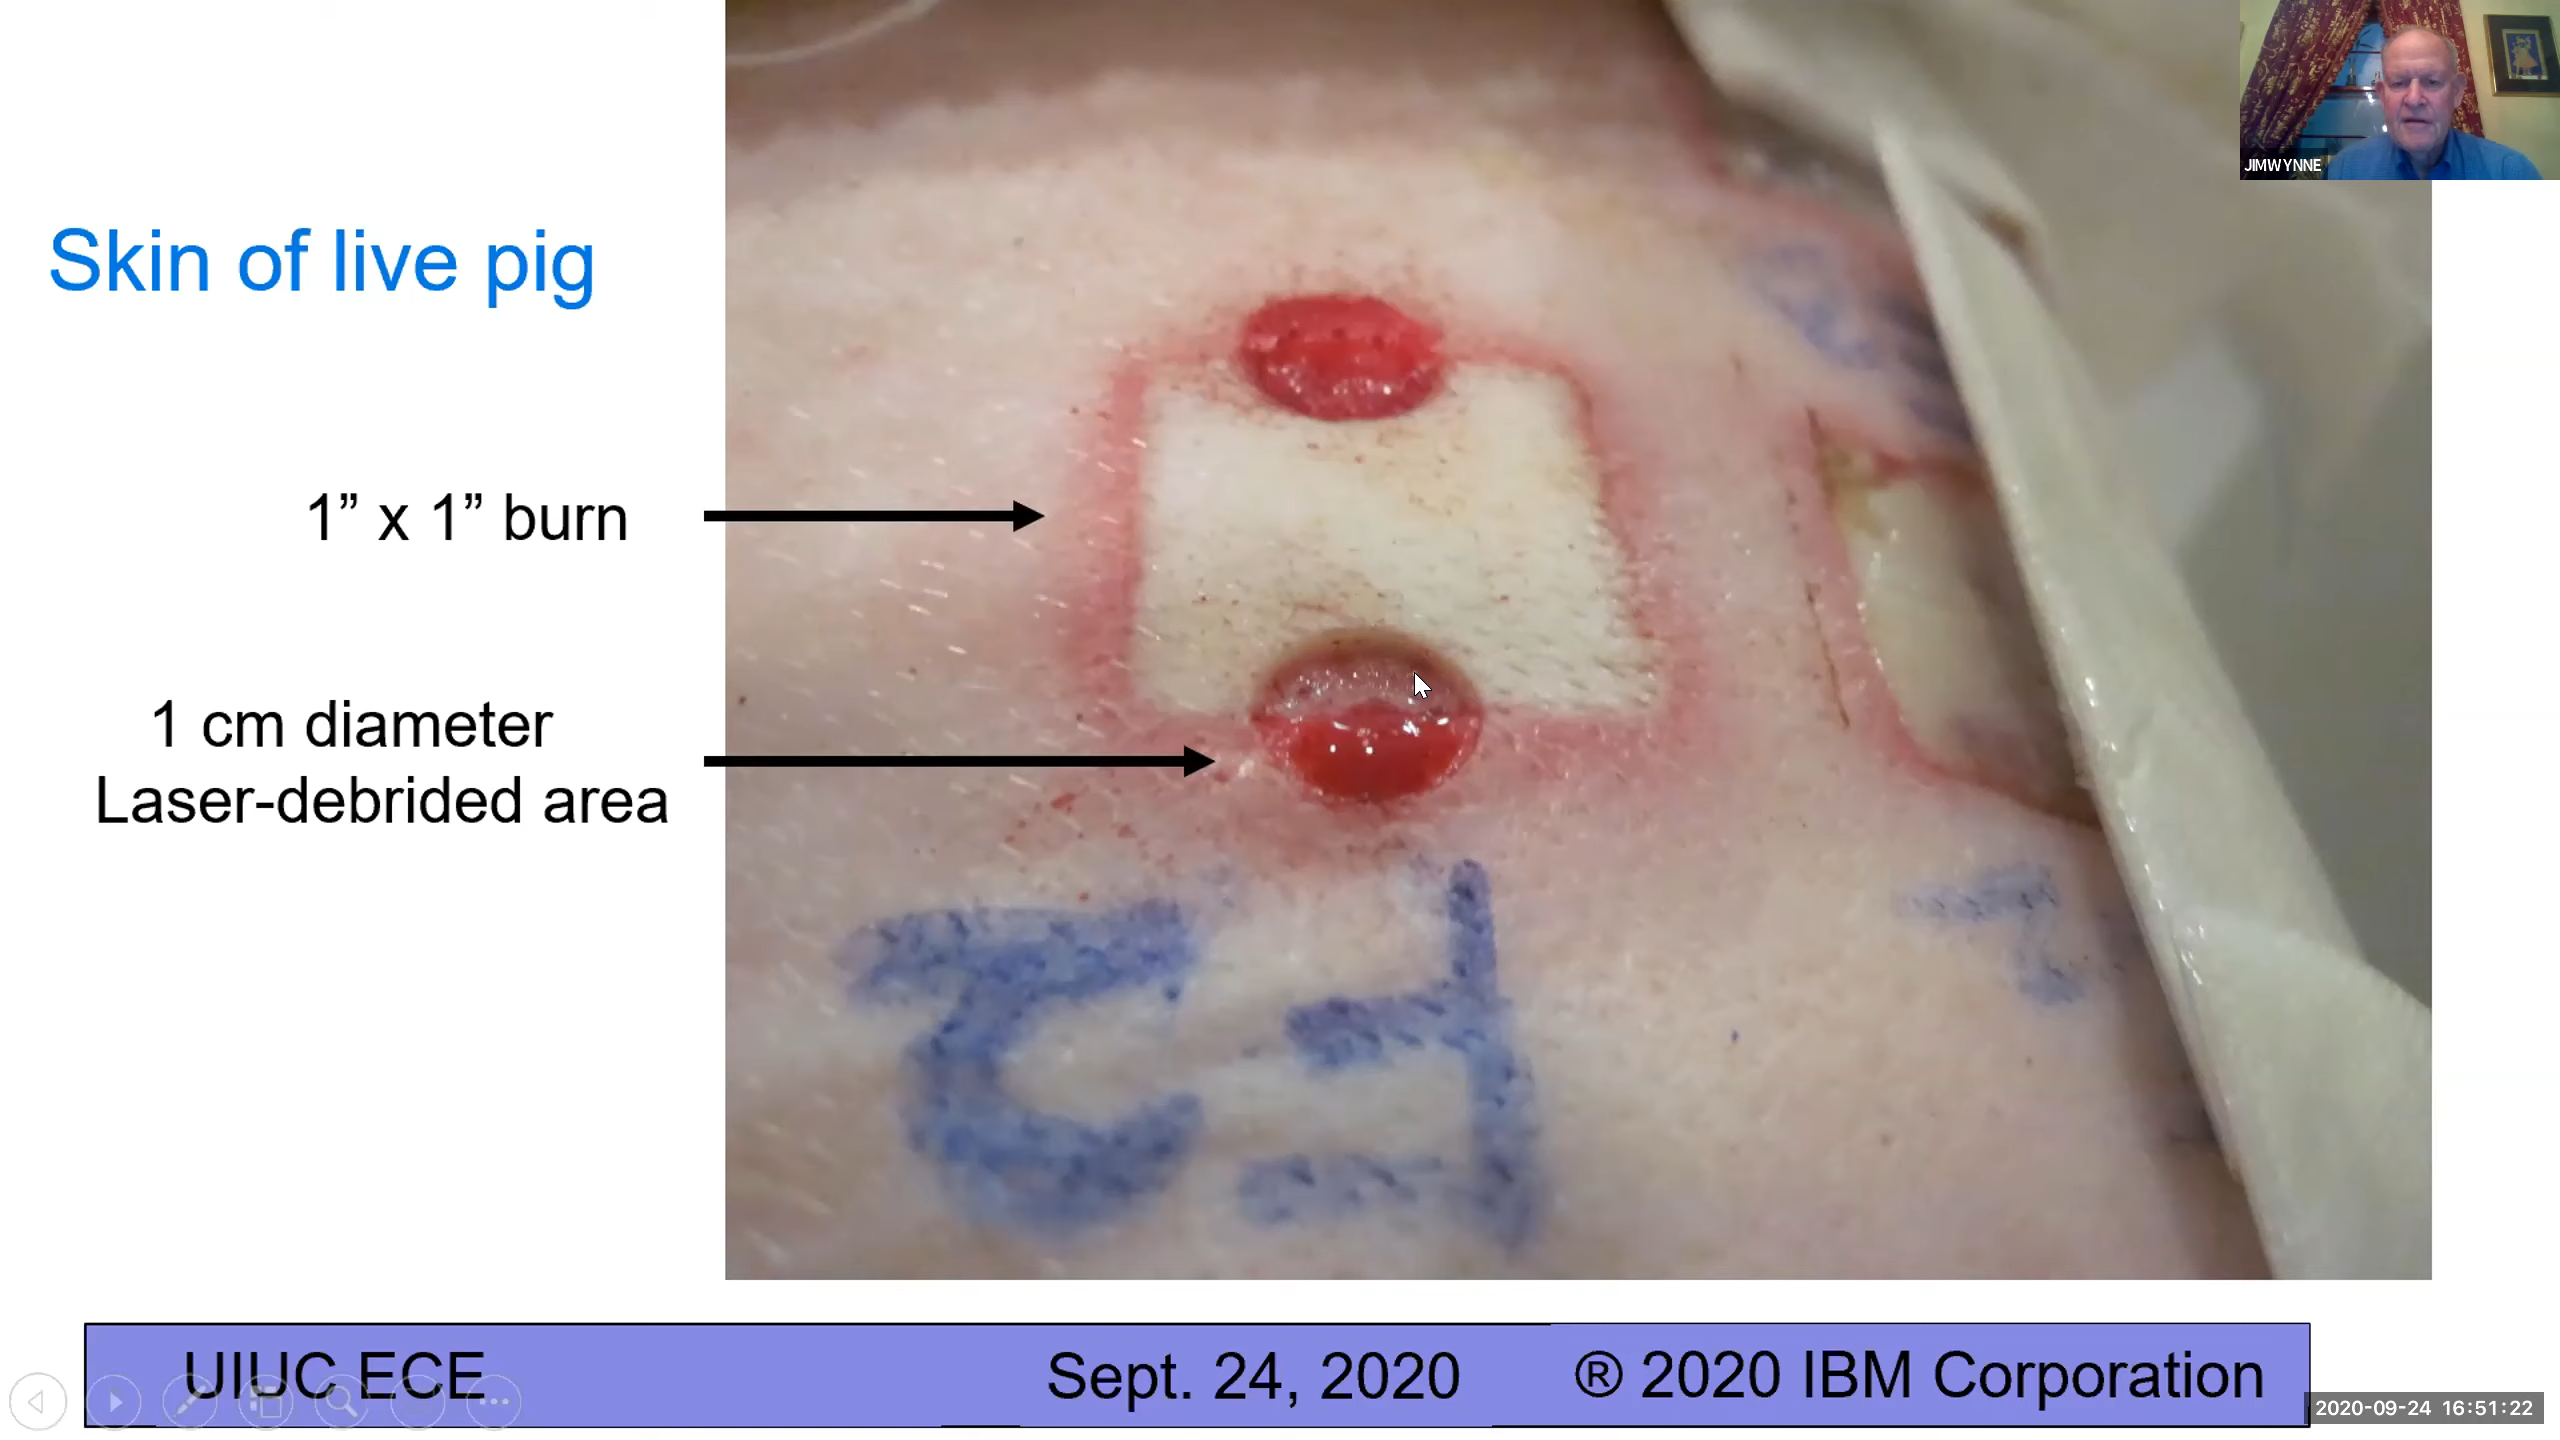 JIMWYNNE
Skin of live pig
1” x 1” burn
1 cm diameter
Laser-debrided area
UIUC ECE
Sept. 24, 2020
® 2020 IBM Corporation
2020-09-24 16:51:22